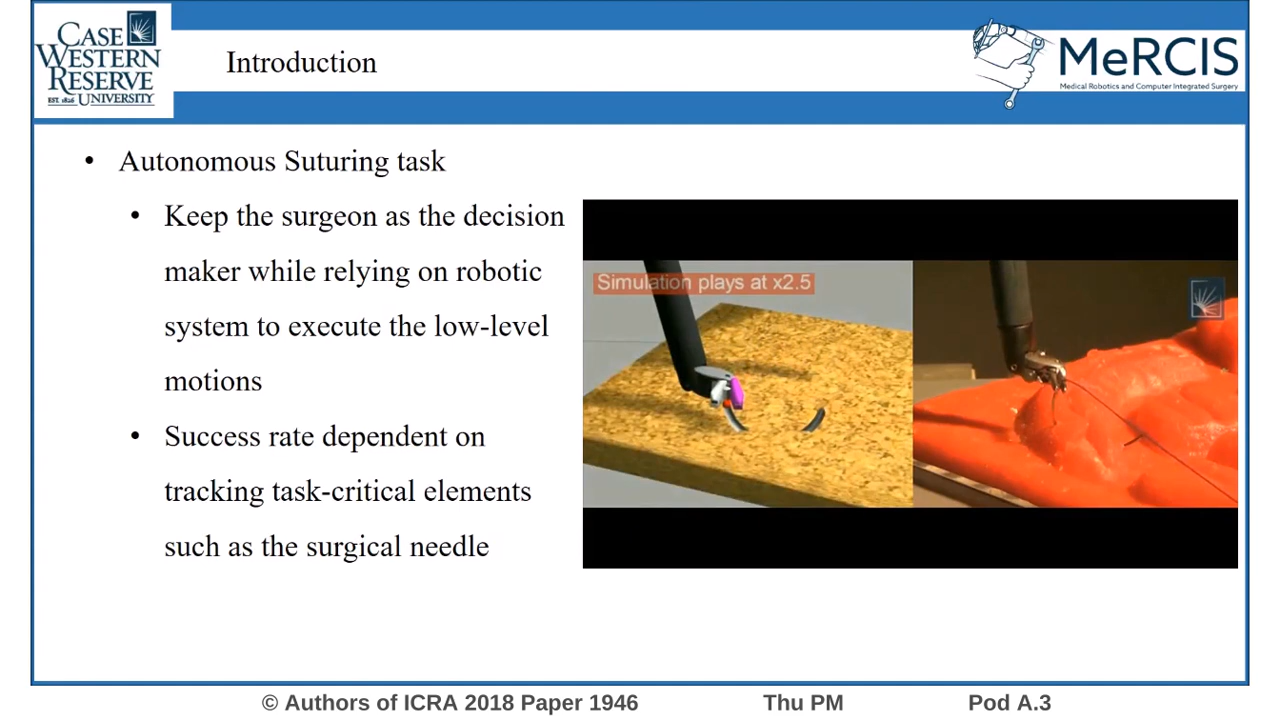 CASE
WESTERN
RESERVE
EST. 1826 UNIVERSITY
Introduction
MeRCIS
Medical Robotics and Computer Integrated Surgery
• Autonomous Suturing task
• Keep the surgeon as the decision
maker while relying on robotic
system to execute the low-level
motions
• Success rate dependent on
tracking task-critical elements
such as the surgical needle
Simulation plays at x2.5
© Authors of ICRA 2018 Paper 1946 Thu PM Pod A.3